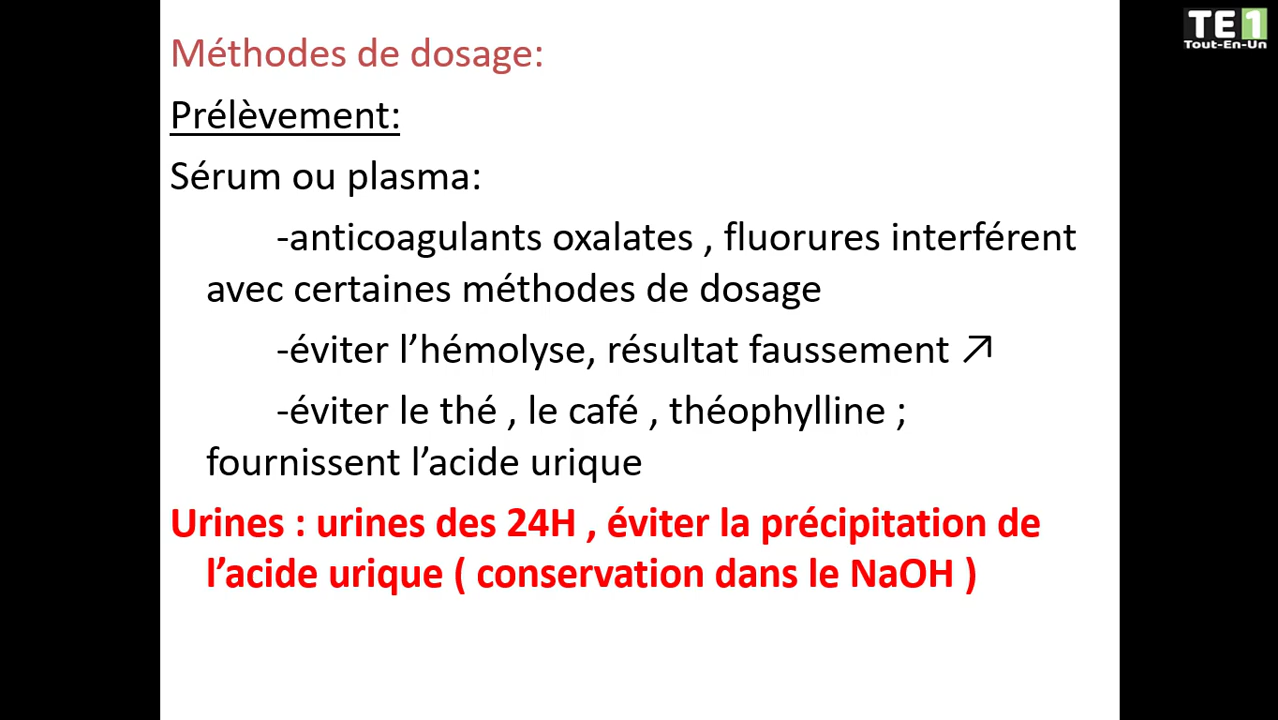 TE1
Tout-En-Un
Méthodes de dosage:
Prélèvement:
Sérum ou plasma:
-anticoagulants oxalates , fluorures interférent
avec certaines méthodes de dosage
-éviter l’hémolyse, résultat faussement ↗
-éviter le thé , le café , théophylline ;
fournissent l’acide urique
Urines : urines des 24H , éviter la précipitation de
l’acide urique ( conservation dans le NaOH )